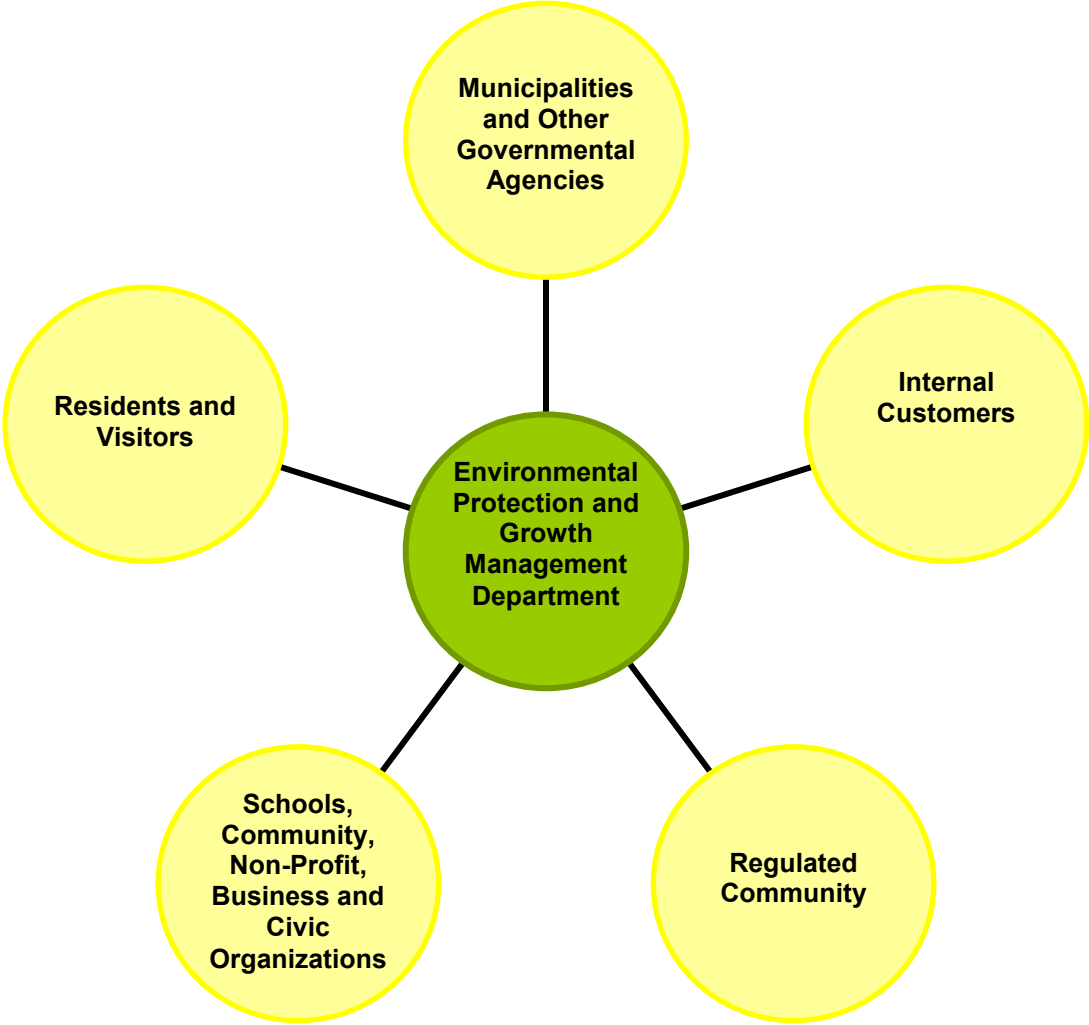 Municipalities
and Other
Governmental
Agencies
Internal
Customers
Residents and
Visitors
Environmental
Protection and
Growth
Management
Department
Schools,
Community,
Non-Profit,
Business and
Civic
Organizations
Regulated
Community